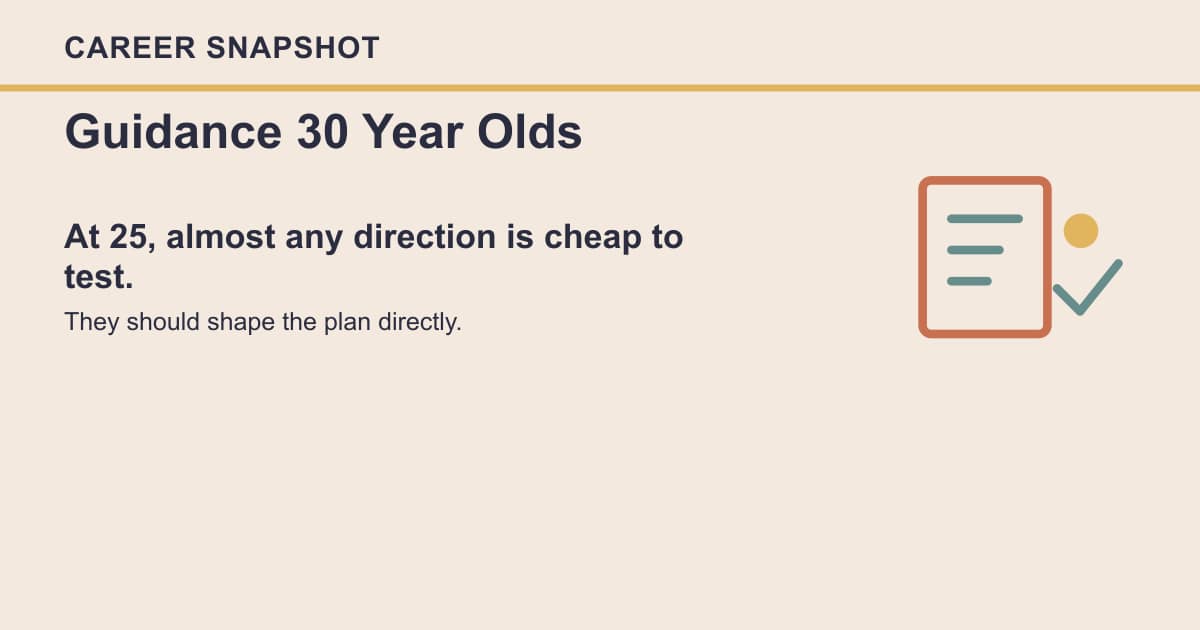 CAREER SNAPSHOT
Guidance 30 Year Olds
At 25, almost any direction is cheap to
test.
They should shape the plan directly.